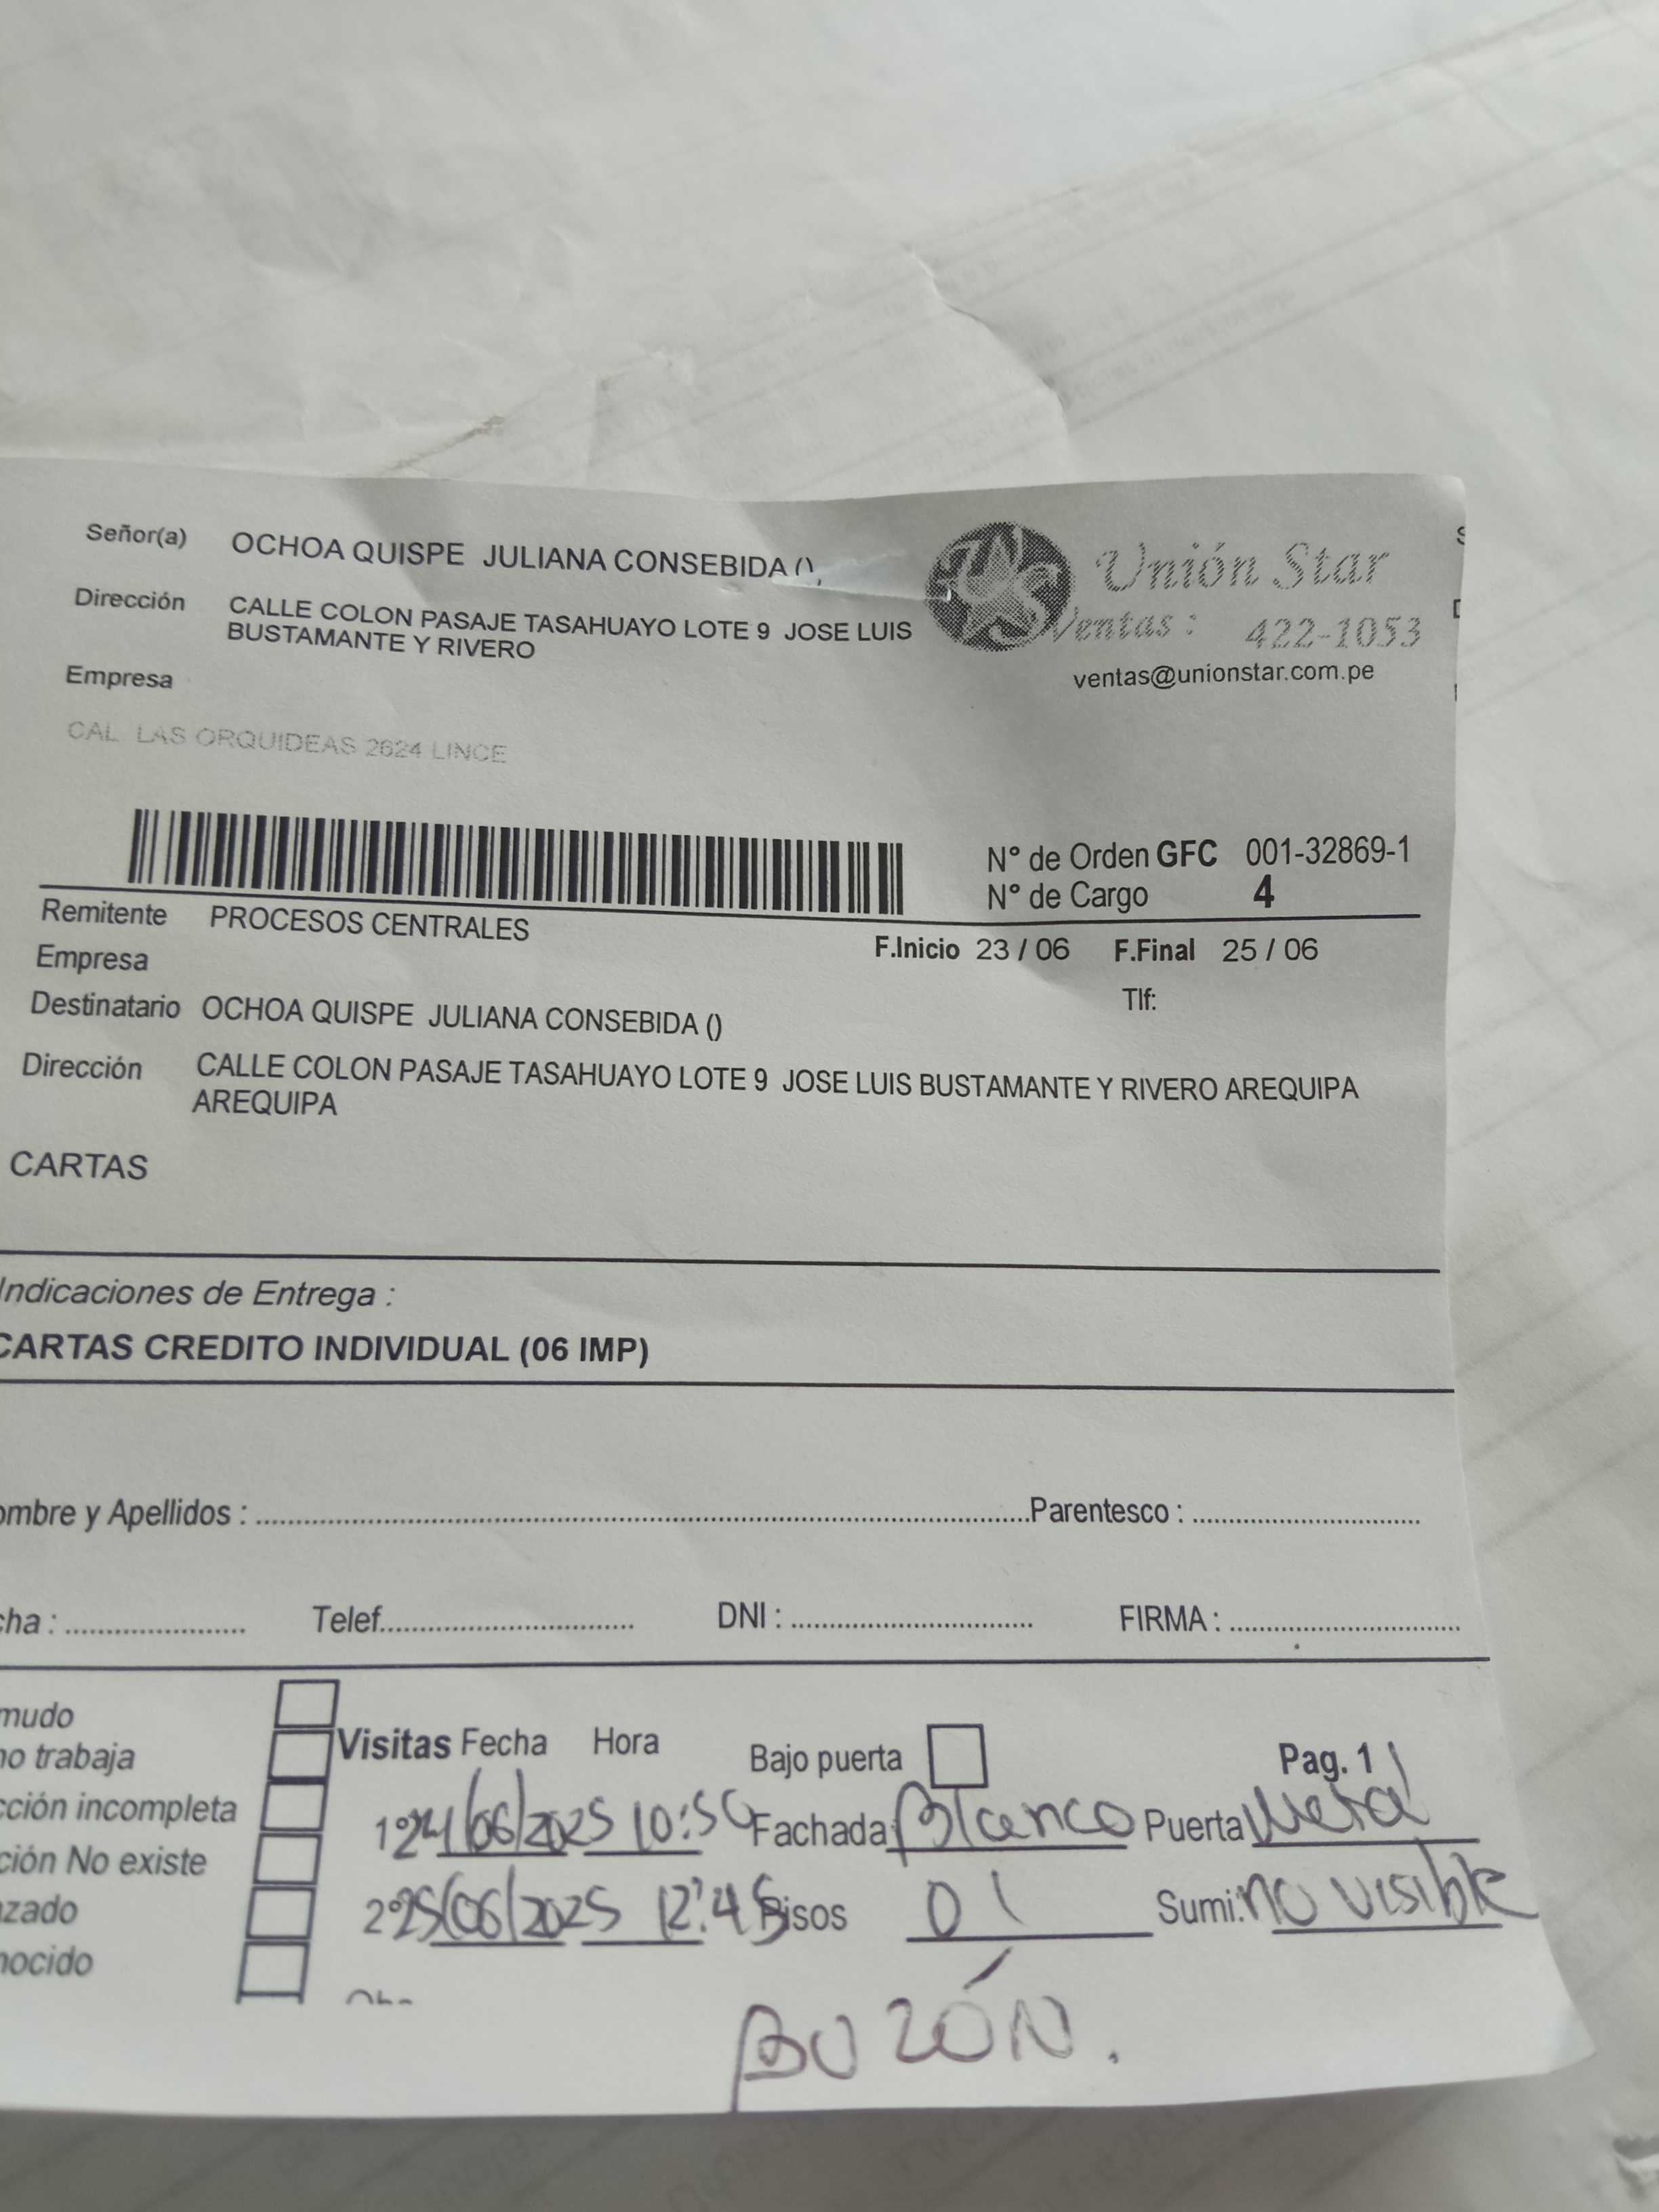 Señor(a) OCHOA QUISPE JULIANA CONSEBIDA ()
Unión Star
Dirección CALLE COLON PASAJE TASAHUAYO LOTE 9 JOSE LUIS
BUSTAMANTE Y RIVERO
Ventas : 422-1053
ventas@unionstar.com.pe
Empresa
CAL LAS ORQUIDEAS 2624 LINCE
N° de Orden GFC 001-32869-1
N° de Cargo 4
Remitente PROCESOS CENTRALES
F.Inicio 23 / 06 F.Final 25 / 06
Empresa
Tlf:
Destinatario OCHOA QUISPE JULIANA CONSEBIDA ()
Dirección CALLE COLON PASAJE TASAHUAYO LOTE 9 JOSE LUIS BUSTAMANTE Y RIVERO AREQUIPA
AREQUIPA
CARTAS
Indicaciones de Entrega :
CARTAS CREDITO INDIVIDUAL (06 IMP)
ombre y Apellidos : Parentesco :
cha : Telef. DNI : FIRMA :
mudo
no trabaja
Visitas Fecha Hora Bajo puerta Pag. 1
cción incompleta
1° 24/06/2025 10:50 Fachada Blanco Puerta Metal
ción No existe
2° 25/06/2025 12:45 Pisos 01 Sumi: no visible
zado
nocido
BUZÓN.